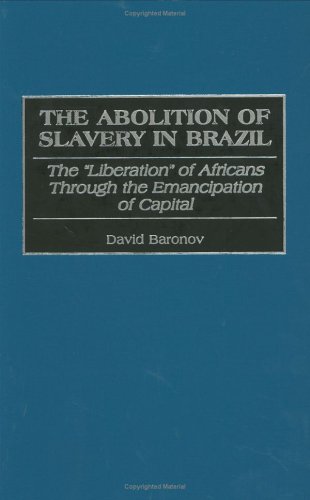 THE ABOLITION OF
SLAVERY IN BRAZIL
The "Liberation" of Africans
Through the Emancipation
of Capital
David Baronov